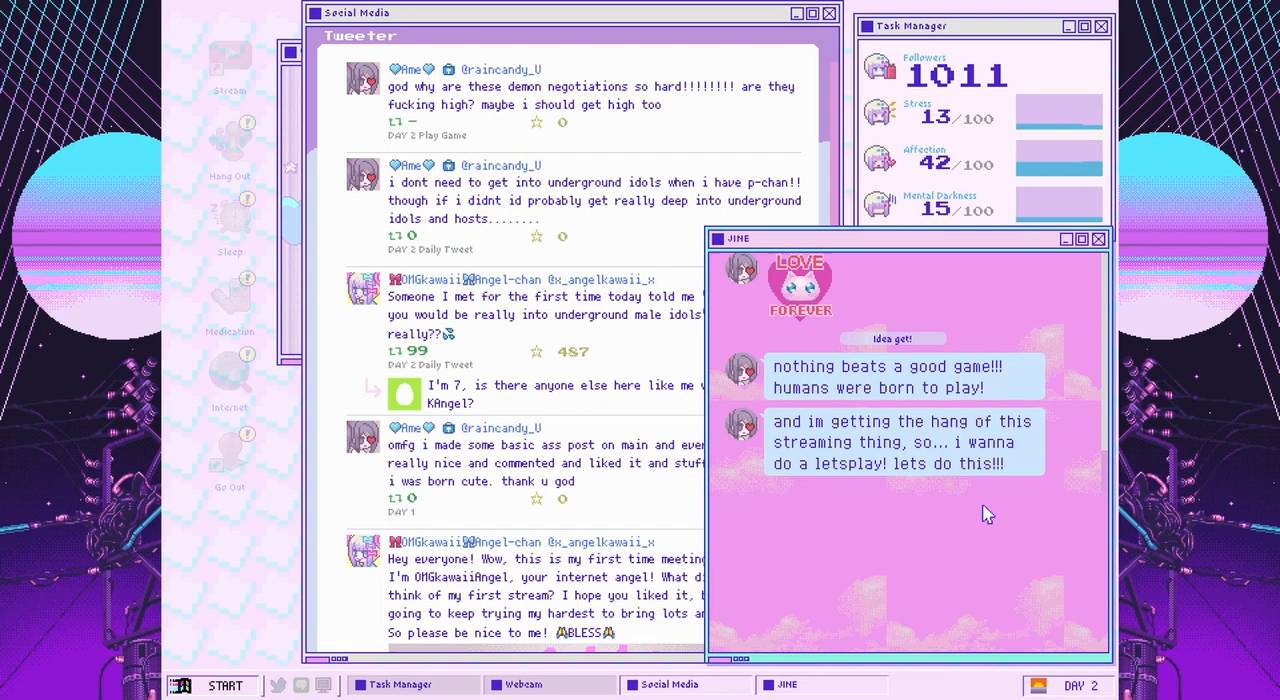 Social Media
Tweeter
Ame @raincandy_U
god why are these demon negotiations so hard!!!!!!!! are they
fucking high? maybe i should get high too
–
0
DAY 2 Play Game
Ame @raincandy_U
i dont need to get into underground idols when i have p-chan!!
though if i didnt id probably get really deep into underground
idols and hosts........
0
0
DAY 2 Daily Tweet
OMGkawaiiAngel-chan @x_angelkawaii_x
Someone I met for the first time today told me
you would be really into underground male idols
really??
99
487
DAY 2 Daily Tweet
I'm 7, is there anyone else here like me
KAngel?
Ame @raincandy_U
omfg i made some basic ass post on main and
really nice and commented and liked it and
i was born cute. thank u god
0
0
DAY 1
OMGkawaiiAngel-chan @x_angelkawaii_x
Hey everyone! Wow, this is my first time meeting
I'm OMGkawaiiAngel, your internet angel! What
think of my first stream? I hope you liked it,
going to keep trying my hardest to bring lots
So please be nice to me! BLESS
Stream
Hang Out
Sleep
Medication
Internet
Go Out
Task Manager
Followers
1011
Stress
13/100
Affection
42/100
Mental Darkness
15/100
JINE
LOVE
FOREVER
Idea get!
nothing beats a good game!!!
humans were born to play!
and im getting the hang of this
streaming thing, so... i wanna
do a letsplay! lets do this!!!
START
Task Manager
Webcam
Social Media
JINE
DAY 2